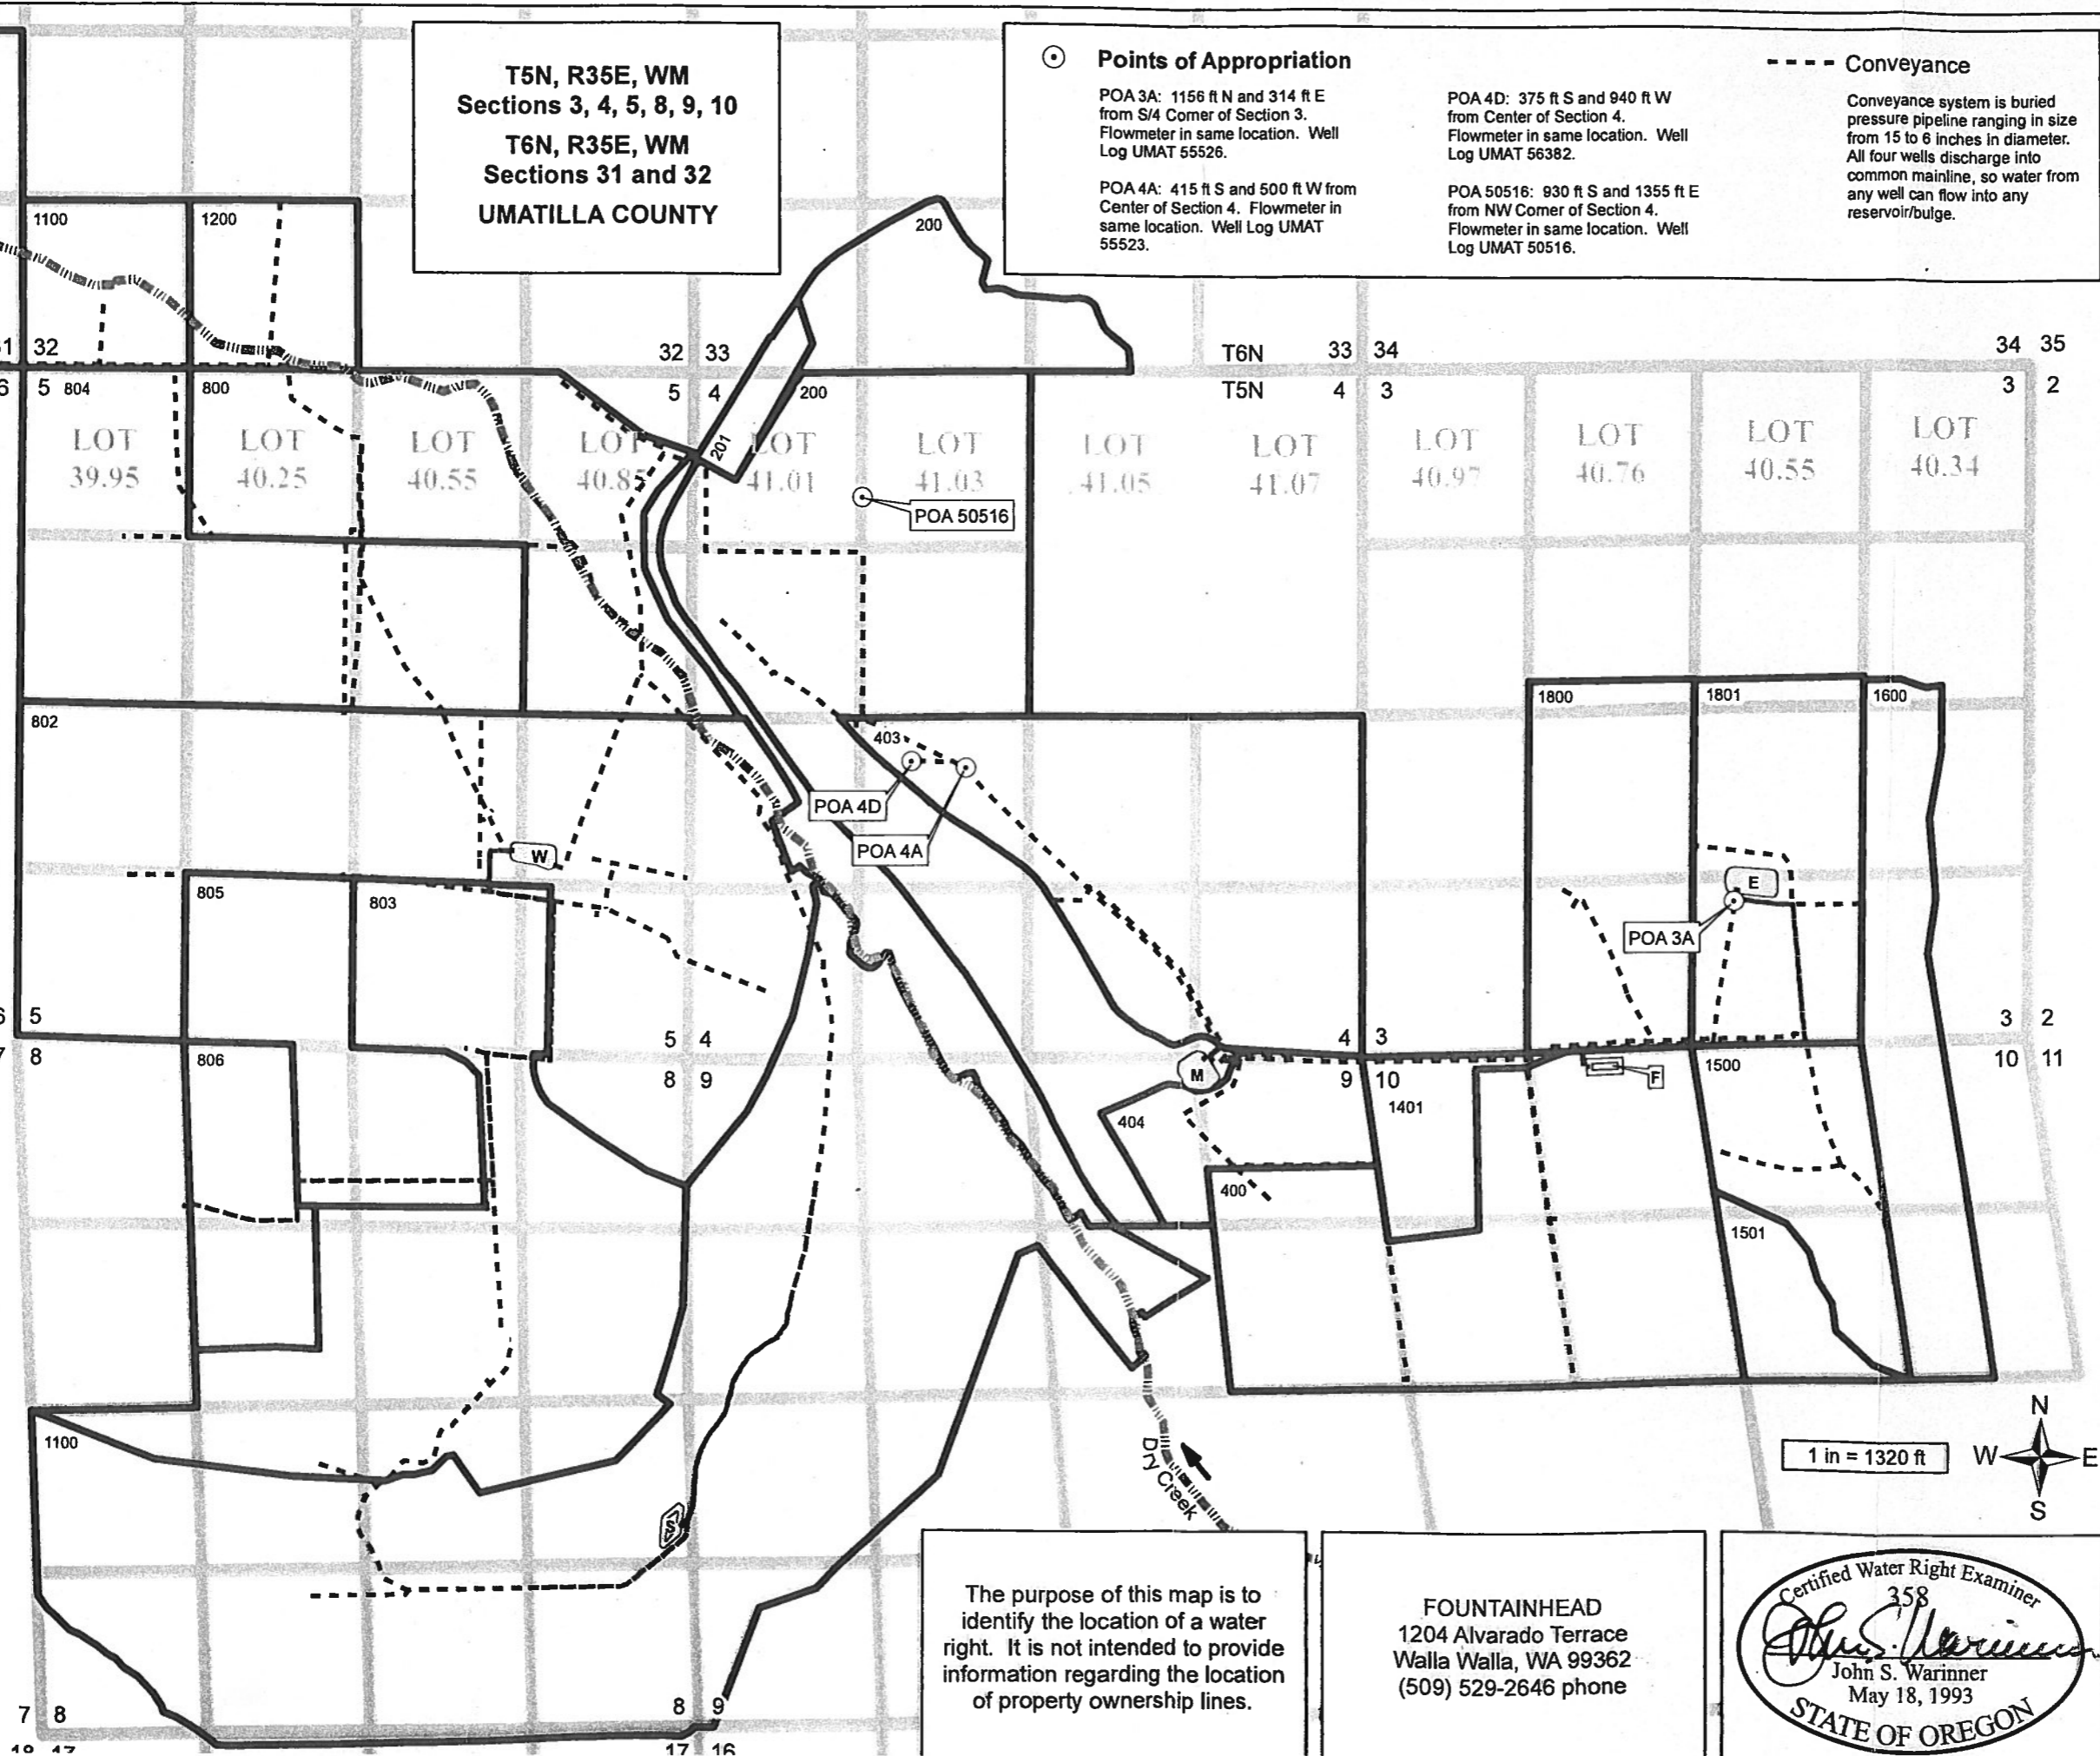 T5N, R35E, WM
Sections 3, 4, 5, 8, 9, 10
T6N, R35E, WM
Sections 31 and 32
UMATILLA COUNTY
Points of Appropriation
POA 3A: 1156 ft N and 314 ft E
from S/4 Corner of Section 3.
Flowmeter in same location. Well
Log UMAT 55526.
POA 4A: 415 ft S and 500 ft W from
Center of Section 4. Flowmeter in
same location. Well Log UMAT
55523.
POA 4D: 375 ft S and 940 ft W
from Center of Section 4.
Flowmeter in same location. Well
Log UMAT 56382.
POA 50516: 930 ft S and 1355 ft E
from NW Corner of Section 4.
Flowmeter in same location. Well
Log UMAT 50516.
Conveyance
Conveyance system is buried
pressure pipeline ranging in size
from 15 to 6 inches in diameter.
All four wells discharge into
common mainline, so water from
any well can flow into any
reservoir/bulge.
1100
1200
200
32
32 33
T6N
33 34
34 35
5
804
800
5 4
200
T5N
4 3
3 2
LOT
39.95
LOT
40.25
LOT
40.55
LOT
40.85
201
LOT
41.01
LOT
41.03
LOT
41.05
LOT
41.07
LOT
40.97
LOT
40.76
LOT
40.55
LOT
40.34
POA 50516
802
403
1800
1801
1600
POA 4D
POA 4A
W
E
805
803
POA 3A
5
5 4
4 3
3 2
8
806
8 9
M
9 10
F
1500
10 11
1401
404
400
1501
1100
Dry Creek
1 in = 1320 ft
N
W
E
S
S
The purpose of this map is to
identify the location of a water
right. It is not intended to provide
information regarding the location
of property ownership lines.
FOUNTAINHEAD
1204 Alvarado Terrace
Walla Walla, WA 99362
(509) 529-2646 phone
Certified Water Right Examiner
358
John S. Warinner
John S. Warinner
May 18, 1993
STATE OF OREGON
7 8
8 9
17 16